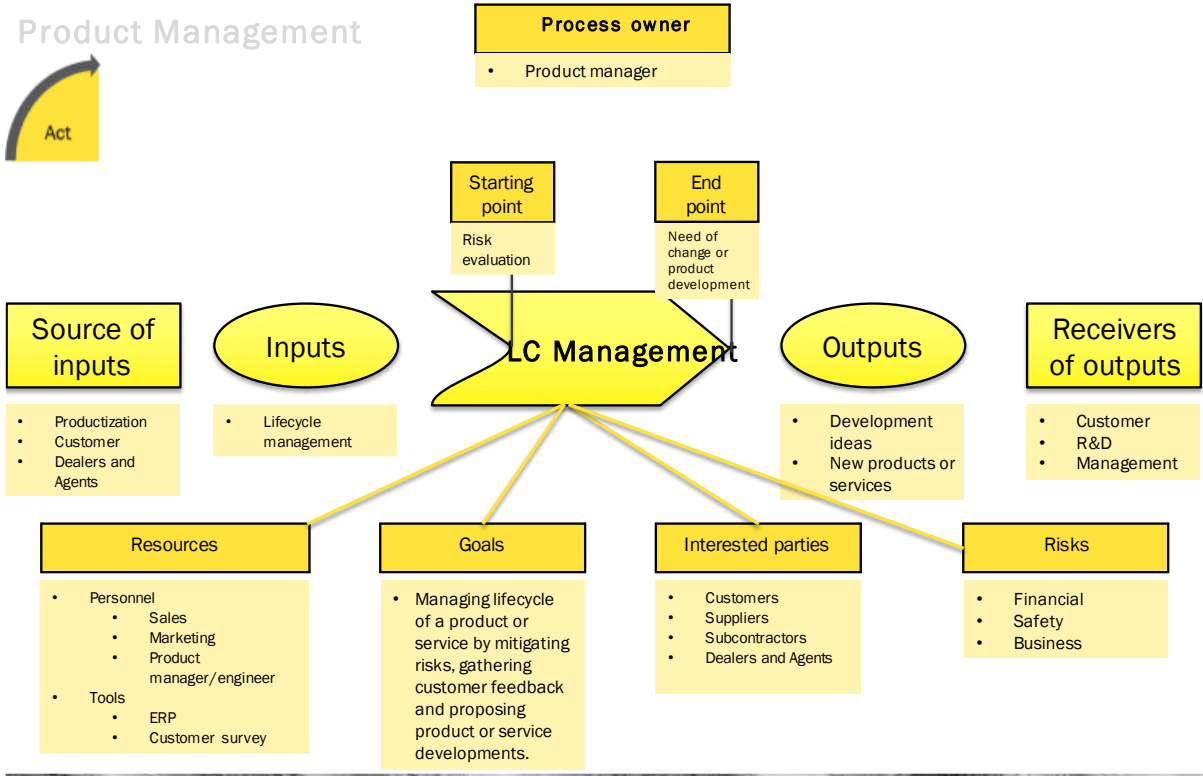 Product Management
Process owner
• Product manager
Act
Starting
point
Risk
evaluation
End
point
Need of
change or
product
development
Source of
inputs
• Productization
• Customer
• Dealers and
Agents
Inputs
• Lifecycle
management
LC Management
Outputs
• Development
ideas
• New products or
services
Receivers
of outputs
• Customer
• R&D
• Management
Resources
• Personnel
• Sales
• Marketing
• Product
manager/engineer
• Tools
• ERP
• Customer survey
Goals
• Managing lifecycle
of a product or
service by mitigating
risks, gathering
customer feedback
and proposing
product or service
developments.
Interested parties
• Customers
• Suppliers
• Subcontractors
• Dealers and Agents
Risks
• Financial
• Safety
• Business